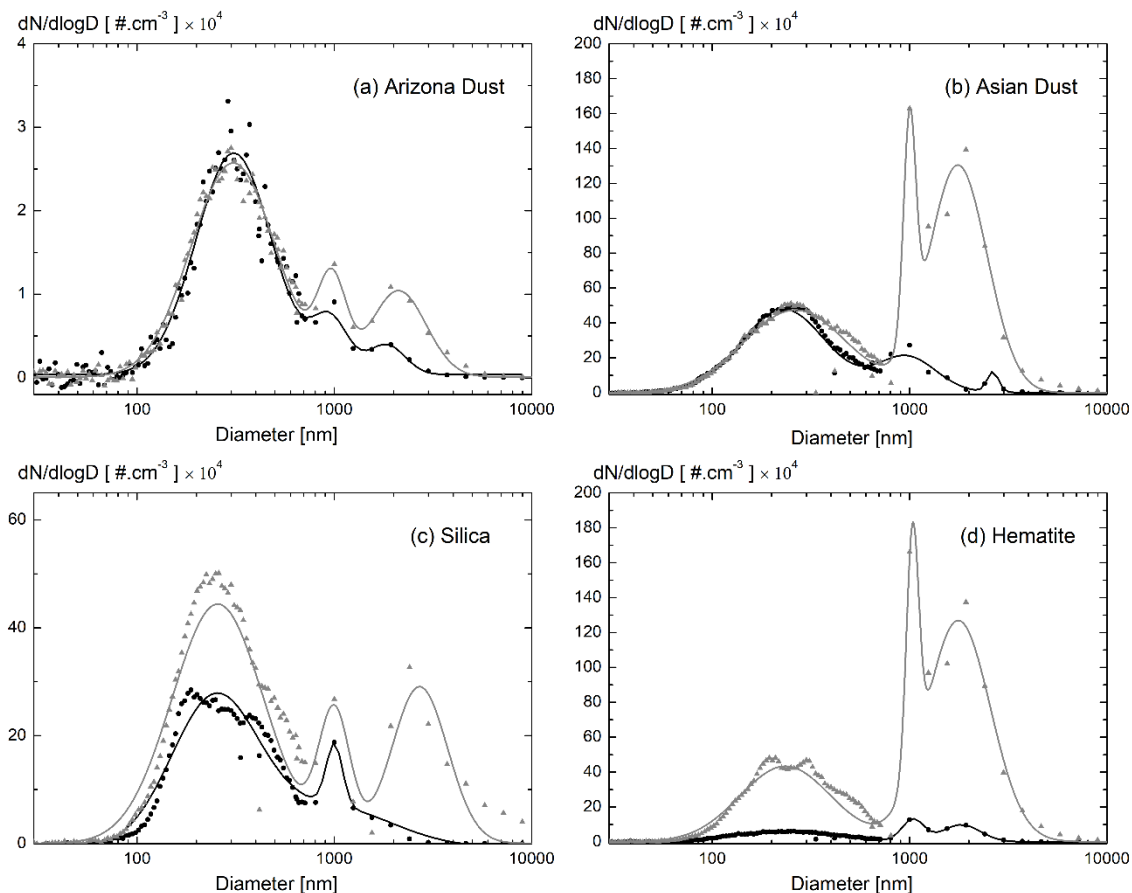 dN/dlogD [ #.cm⁻³ ] × 10⁴
(a) Arizona Dust
4
3
2
1
0
100 1000 10000
Diameter [nm]
dN/dlogD [ #.cm⁻³ ] × 10⁴
(b) Asian Dust
200
180
160
140
120
100
80
60
40
20
0
100 1000 10000
Diameter [nm]
dN/dlogD [ #.cm⁻³ ] × 10⁴
(c) Silica
60
40
20
0
100 1000 10000
Diameter [nm]
dN/dlogD [ #.cm⁻³ ] × 10⁴
(d) Hematite
200
180
160
140
120
100
80
60
40
20
0
100 1000 10000
Diameter [nm]